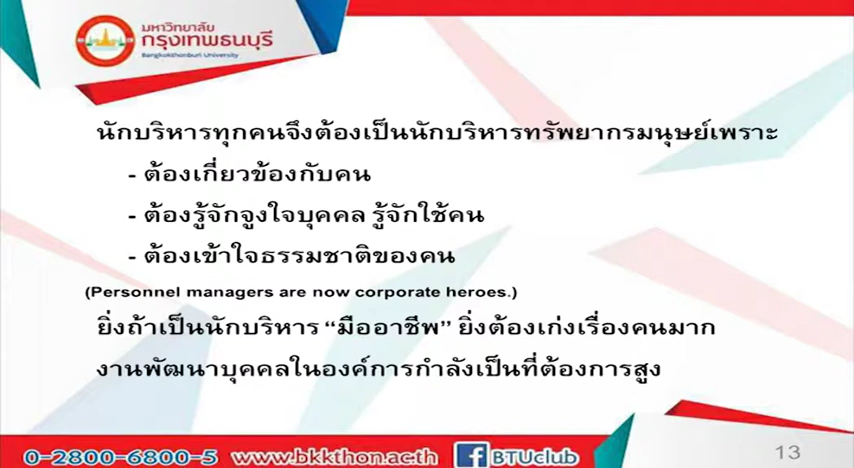 มหาวิทยาลัย
กรุงเทพธนบุรี
Bangkokthonburi University
นักบริหารทุกคนจึงต้องเป็นนักบริหารทรัพยากรมนุษย์เพราะ
- ต้องเกี่ยวข้องกับคน
- ต้องรู้จักจูงใจบุคคล รู้จักใช้คน
- ต้องเข้าใจธรรมชาติของคน
(Personnel managers are now corporate heroes.)
ยิ่งถ้าเป็นนักบริหาร “มืออาชีพ” ยิ่งต้องเก่งเรื่องคนมาก
งานพัฒนาบุคคลในองค์การกำลังเป็นที่ต้องการสูง
0-2800-6800-5 www.bkkthon.ac.th f BTUclub
13